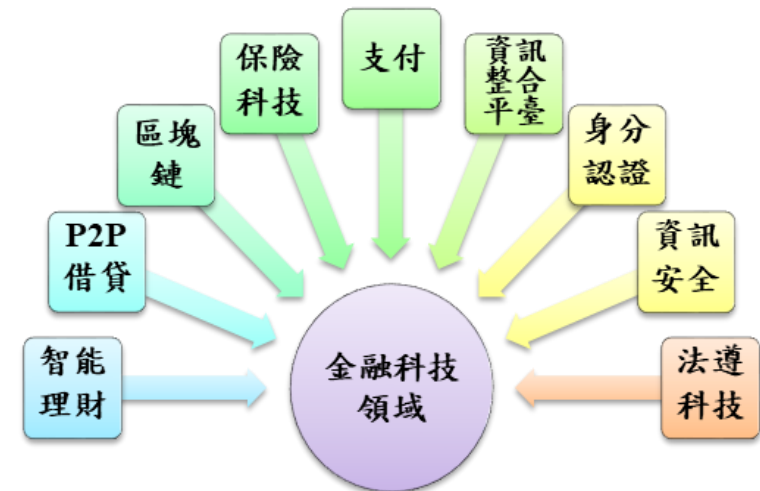 智能
理財
P2P
借貸
區塊
鏈
保險
科技
支付
資訊
整合
平臺
身分
認證
資訊
安全
法遵
科技
金融科技
領域